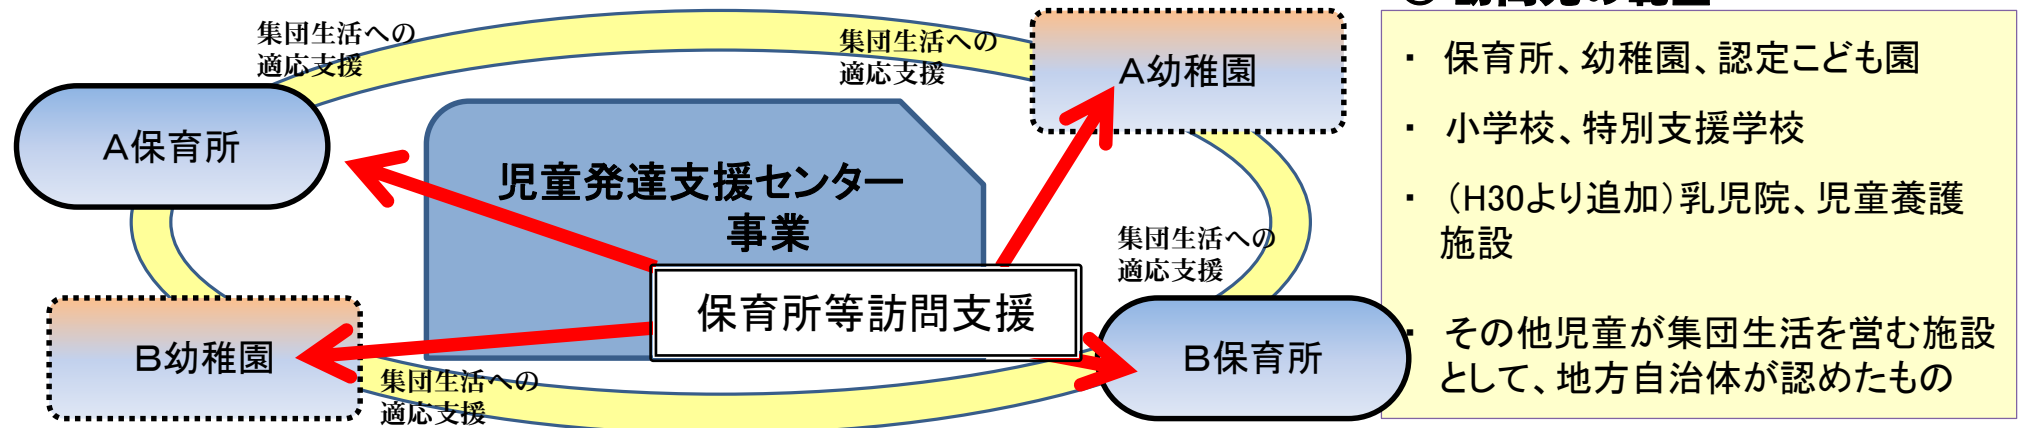 集団生活への
適応支援
集団生活への
適応支援
A幼稚園
A保育所
児童発達支援センター
事業
集団生活への
適応支援
保育所等訪問支援
B幼稚園
B保育所
集団生活への
適応支援
・ 保育所、幼稚園、認定こども園
・ 小学校、特別支援学校
・ (H30より追加)乳児院、児童養護
施設
・ その他児童が集団生活を営む施設
として、地方自治体が認めたもの